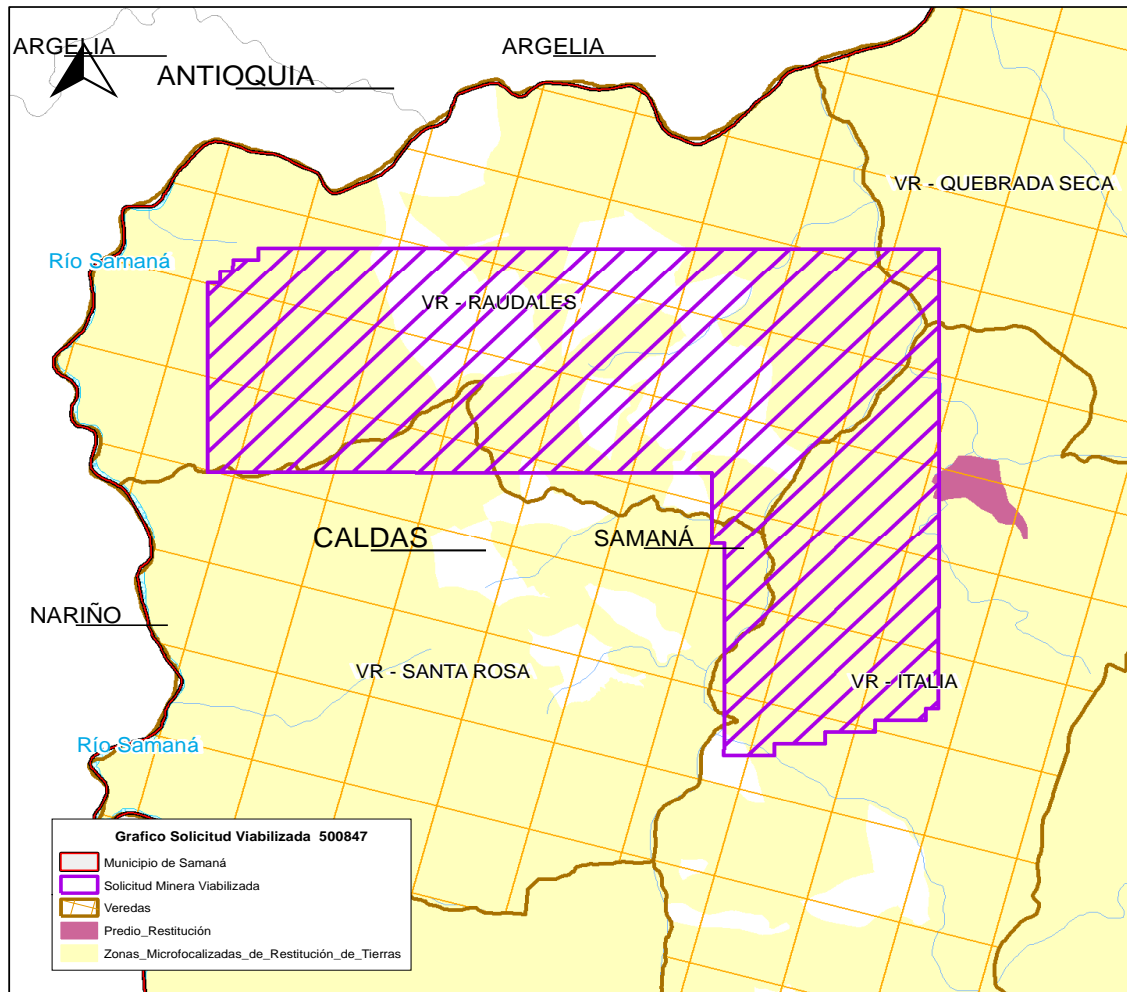 ARGELIA
ARGELIA
ANTIOQUIA
VR - QUEBRADA SECA
Río Samaná
VR - RAUDALES
CALDAS
SAMANÁ
NARIÑO
VR - SANTA ROSA
VR - ITALIA
Río Samaná
Grafico Solicitud Viabilizada 500847
Municipio de Samaná
Solicitud Minera Viabilizada
Veredas
Predio_Restitución
Zonas_Microfocalizadas_de_Restitución_de_Tierras